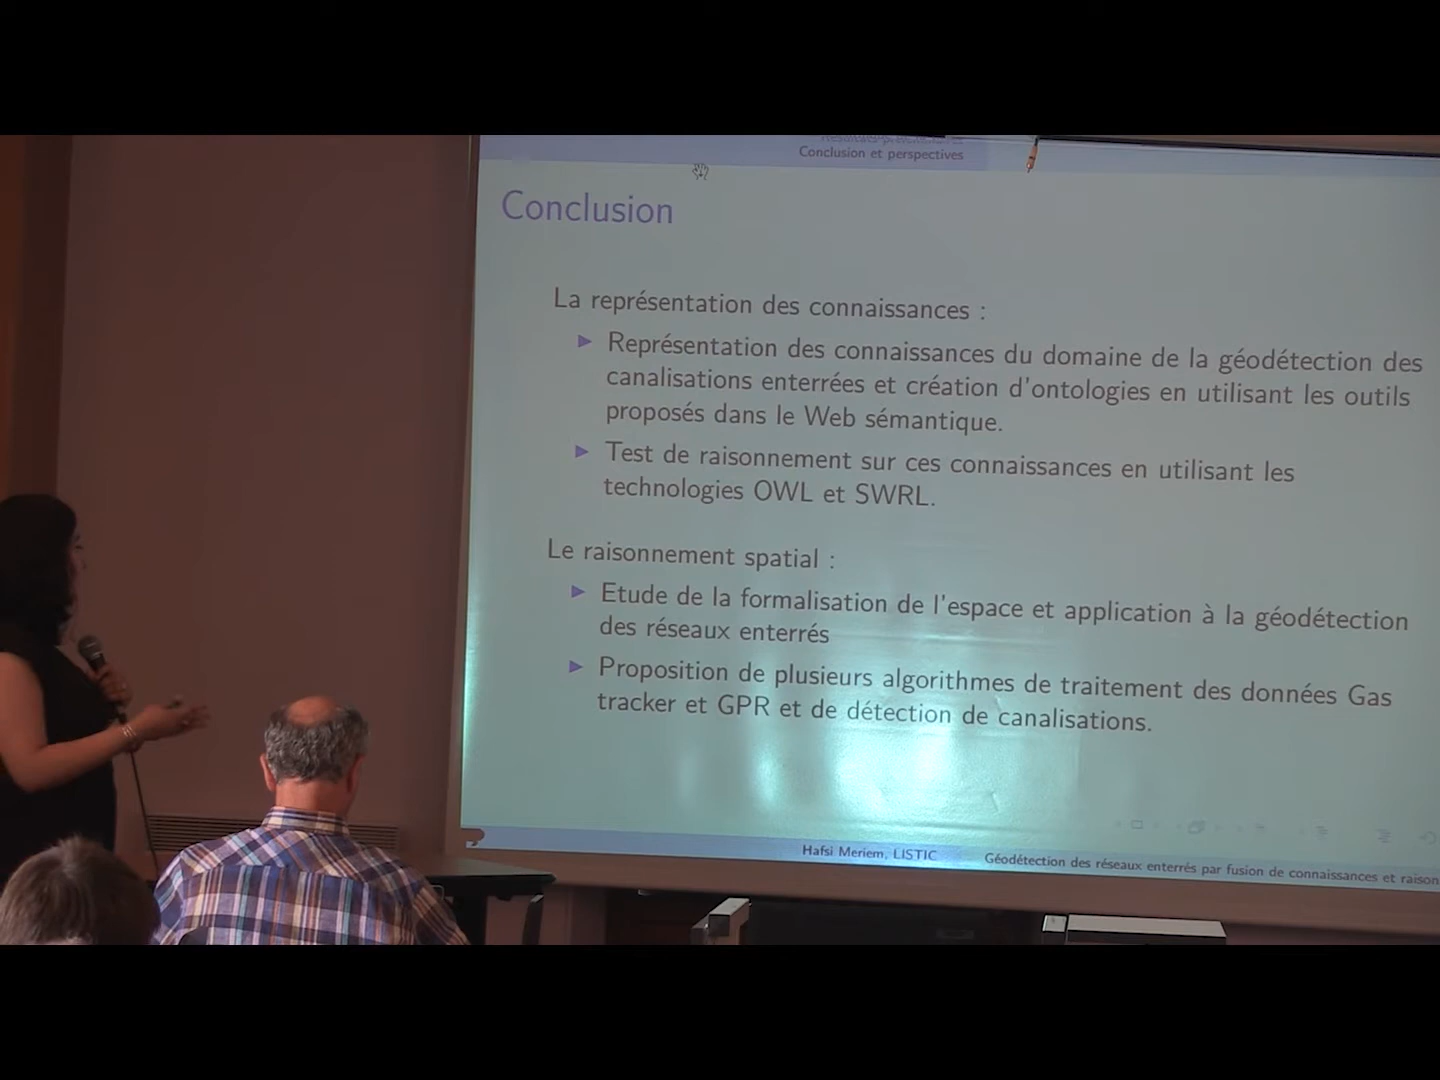 Conclusion et perspectives
Conclusion
La représentation des connaissances :
Représentation des connaissances du domaine de la géodétection des
canalisations enterrées et création d'ontologies en utilisant les outils
proposés dans le Web sémantique.
Test de raisonnement sur ces connaissances en utilisant les
technologies OWL et SWRL.
Le raisonnement spatial :
Etude de la formalisation de l'espace et application à la géodétection
des réseaux enterrés
Proposition de plusieurs algorithmes de traitement des données Gas
tracker et GPR et de détection de canalisations.
Hafsi Meriem, LISTIC
Géodétection des réseaux enterrés par fusion de connaissances et raison